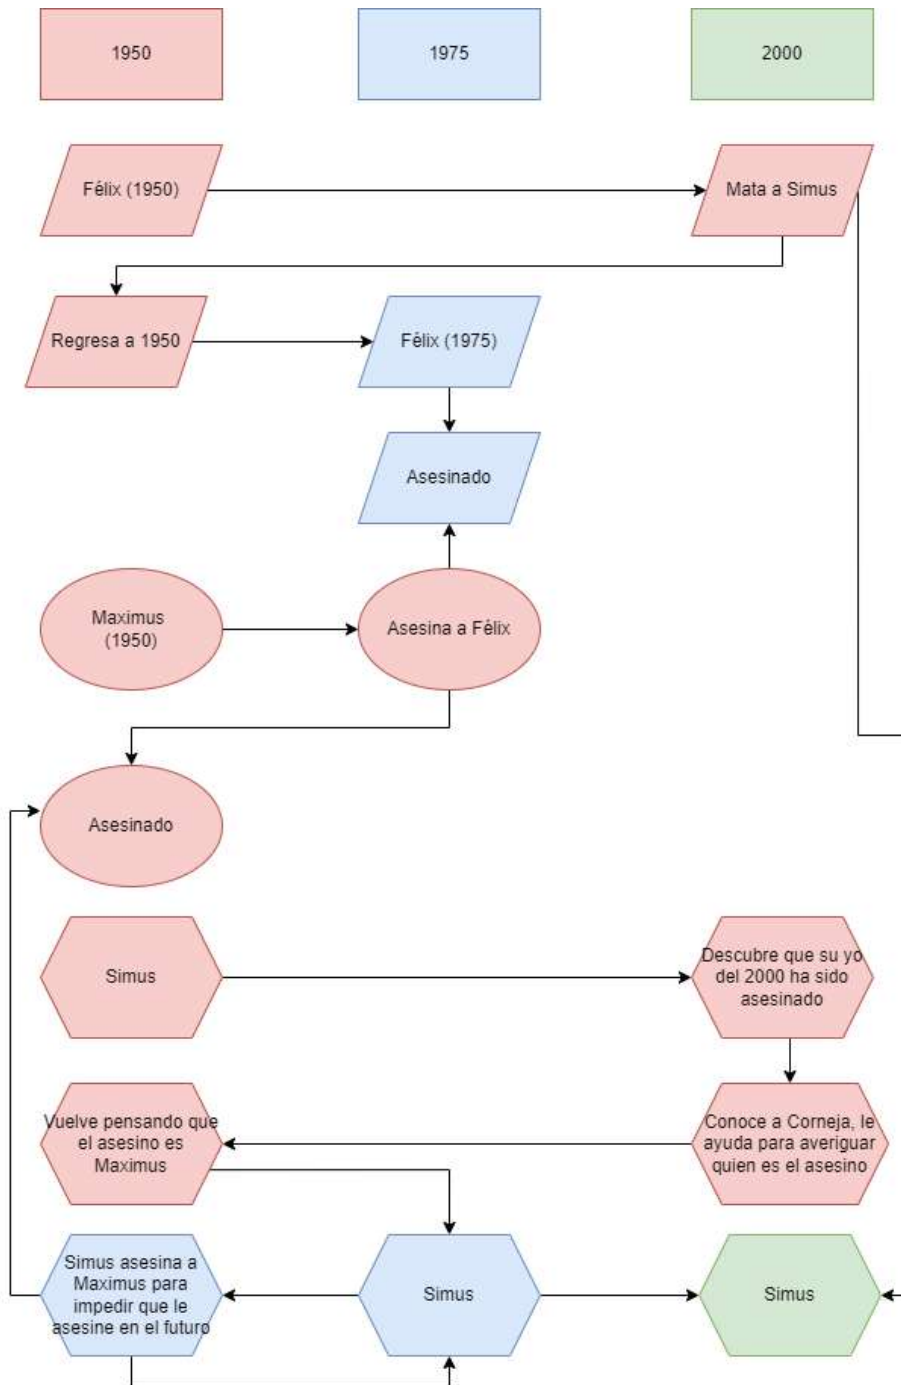 1950
1975
2000
Félix (1950)
Mata a Simus
Regresa a 1950
Félix (1975)
Asesinado
Maximus
(1950)
Asesina a Félix
Asesinado
Simus
Descubre que su yo
del 2000 ha sido
asesinado
Vuelve pensando que
el asesino es
Maximus
Conoce a Corneja, le
ayuda para averiguar
quien es el asesino
Simus asesina a
Maximus para
impedir que le
asesine en el futuro
Simus
Simus